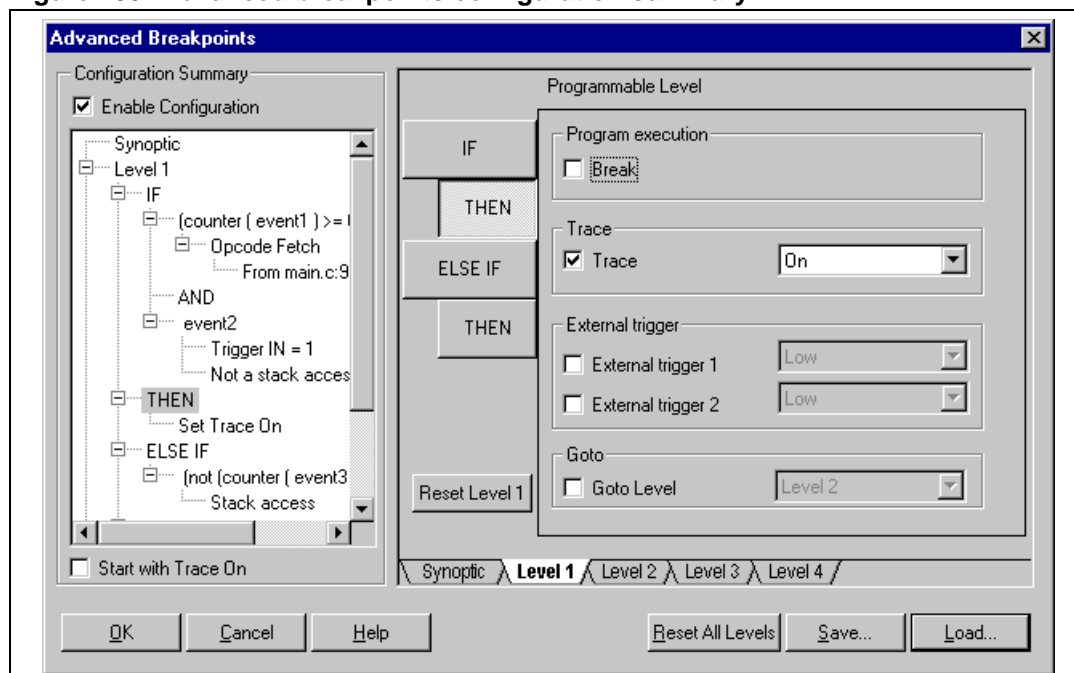 Advanced Breakpoints
Configuration Summary
Enable Configuration
Synoptic
Level 1
IF
(counter ( event1 ) >=
Opcode Fetch
From main.c:9
AND
event2
Trigger IN = 1
Not a stack acces
THEN
Set Trace On
ELSE IF
(not (counter ( event3
Stack access
Start with Trace On
Programmable Level
IF
THEN
ELSE IF
THEN
Reset Level 1
Program execution
Break
Trace
Trace On
External trigger
External trigger 1 Low
External trigger 2 Low
Goto
Goto Level Level 2
Synoptic Level 1 Level 2 Level 3 Level 4
OK Cancel Help Reset All Levels Save... Load...